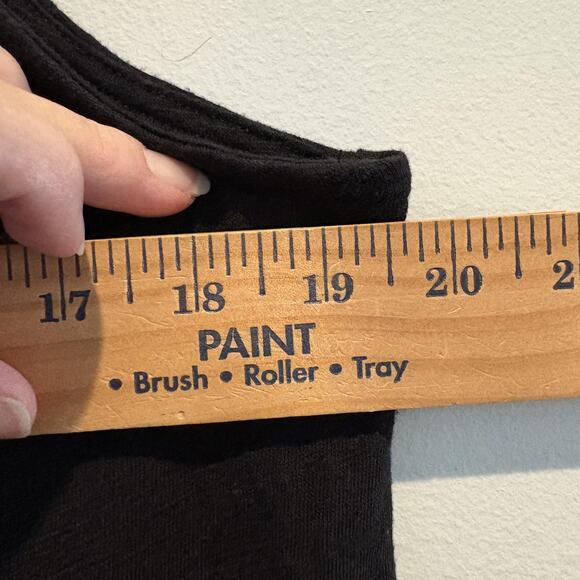 17 18 19 20 2
PAINT
• Brush • Roller • Tray